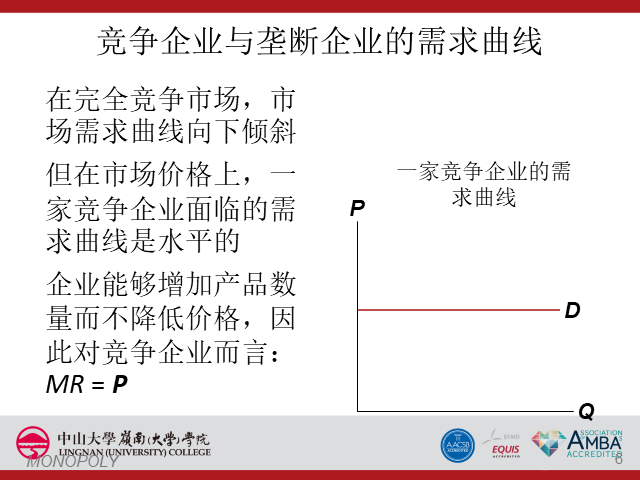 竞争企业与垄断企业的需求曲线
在完全竞争市场，市
场需求曲线向下倾斜
但在市场价格上，一
家竞争企业面临的需
求曲线是水平的
企业能够增加产品数
量而不降低价格，因
此对竞争企业而言：
MR = P
一家竞争企业的需
求曲线
P
D
Q
中山大學 嶺南(大学)學院
LINGNAN (UNIVERSITY) COLLEGE
AACSB
ACCREDITED
EFMD
EQUIS
ACCREDITED
ASSOCIATION
AMBA
ACCREDITED
MONOPOLY
6